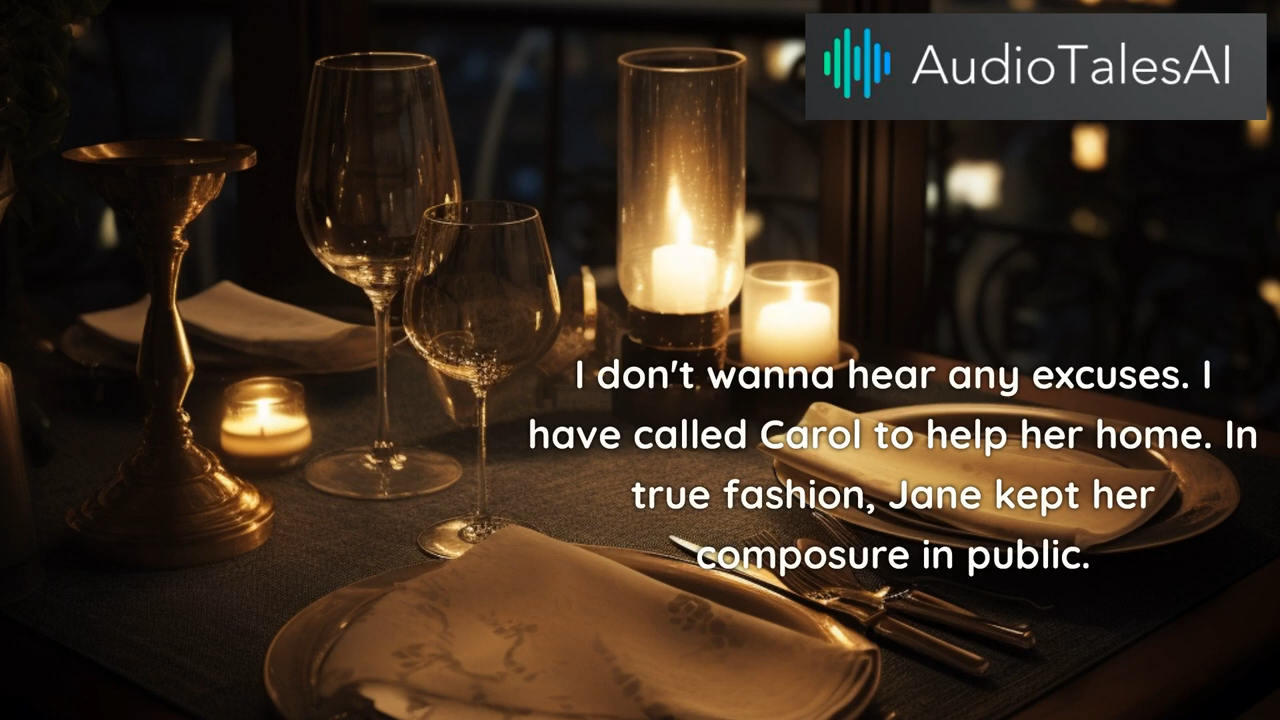 AudioTalesAI
I don't wanna hear any excuses. I
have called Carol to help her home. In
true fashion, Jane kept her
composure in public.